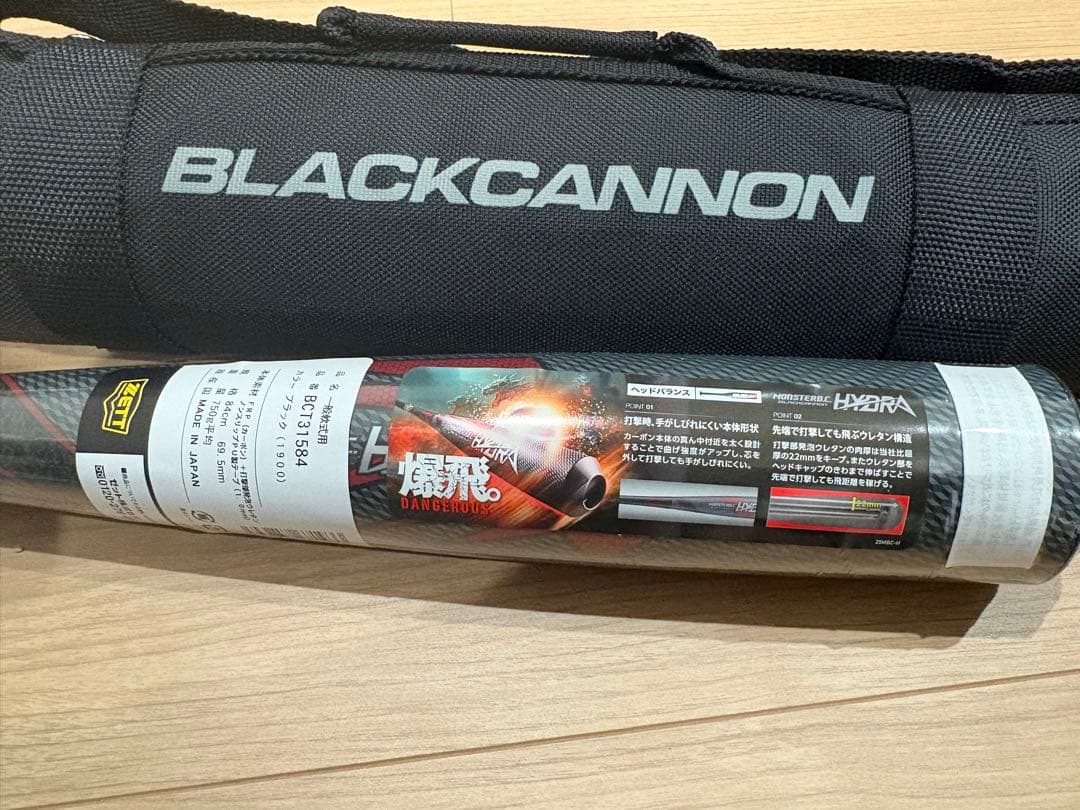 BLACKCANNON
ZETT
品名 一般軟式用
品番 BCT31584
カラー ブラック(1900)
本体素材 FRP(カーボン)+打撃部発泡ウレタン
規格 84cm 69.5mm
重量 750g平均
原産国 MADE IN JAPAN
爆飛。
DANGEROUS
HYDRA
ヘッドバランス
MONSTER B.C. HYDRA
BLACKCANNON
POINT 01
打撃時、手がしびれにくい本体形状
カーボン本体の真ん中付近を太く設計
することで曲げ強度がアップし、芯を
外して打撃しても手がしびれにくい。
POINT 02
先端で打撃しても飛ぶウレタン構造
打撃部発泡ウレタンの肉厚は当社比最
厚の22mmをキープ。またウレタン部を
ヘッドキャップのきわまで伸ばすことで
先端で打撃しても飛距離を稼げる。
22mm
25MBC-H